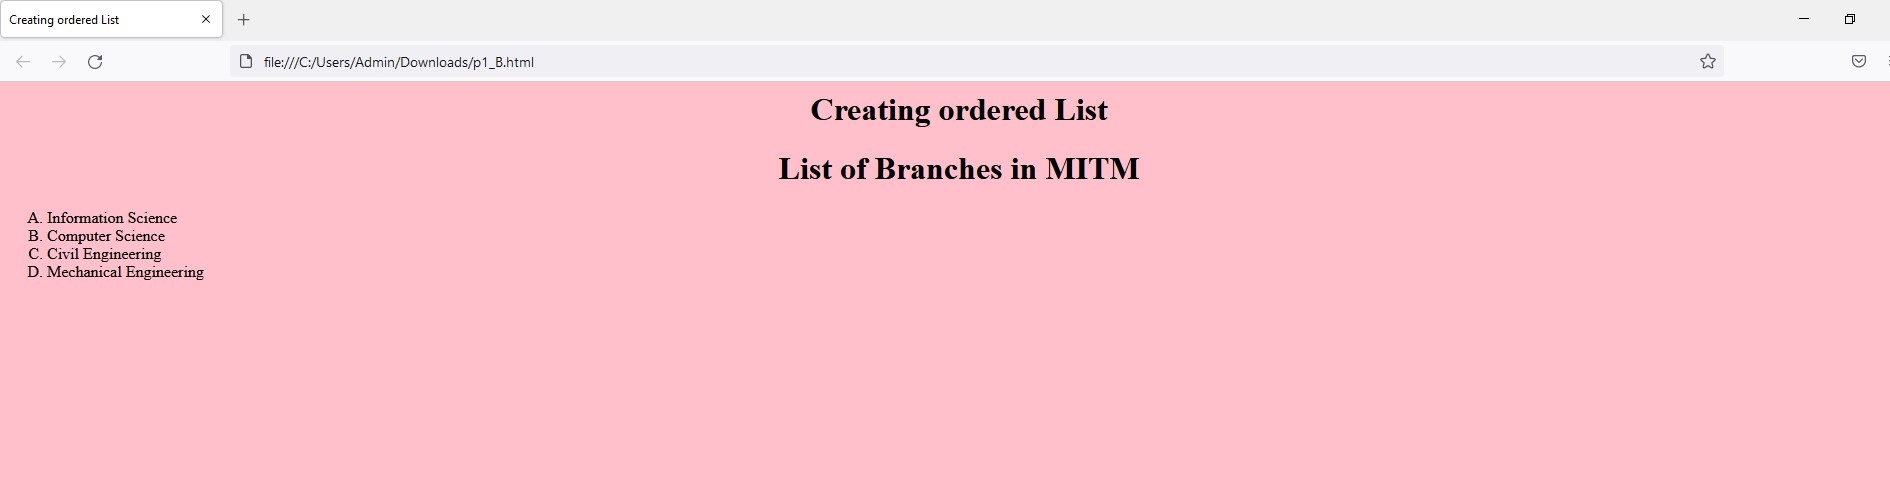 Creating ordered List
file:///C:/Users/Admin/Downloads/p1_B.html
Creating ordered List
List of Branches in MITM
A. Information Science
B. Computer Science
C. Civil Engineering
D. Mechanical Engineering